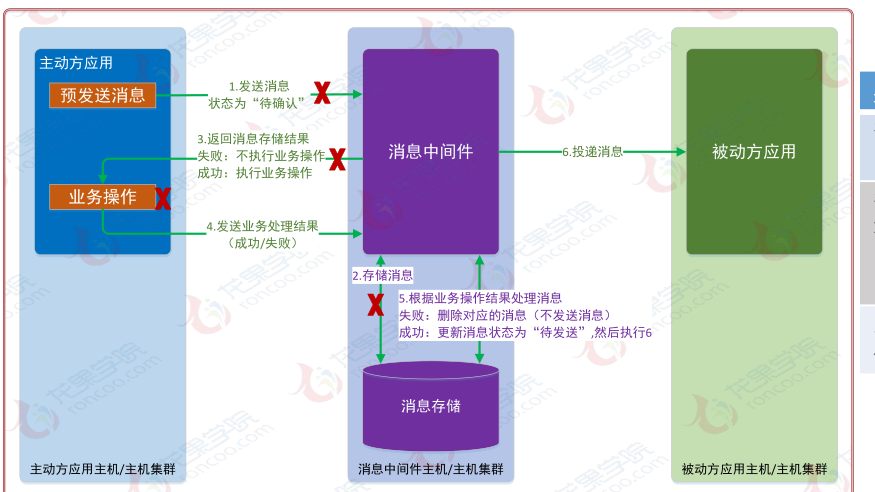 主动方应用
预发送消息
1.发送消息
状态为“待确认”
3.返回消息存储结果
失败：不执行业务操作
成功：执行业务操作
业务操作
4.发送业务处理结果
（成功/失败）
消息中间件
6.投递消息
被动方应用
2.存储消息
5.根据业务操作结果处理消息
失败：删除对应的消息（不发送消息）
成功：更新消息状态为“待发送”,然后执行6
消息存储
主动方应用主机/主机集群
消息中间件主机/主机集群
被动方应用主机/主机集群
龙果学院
roncoo.com